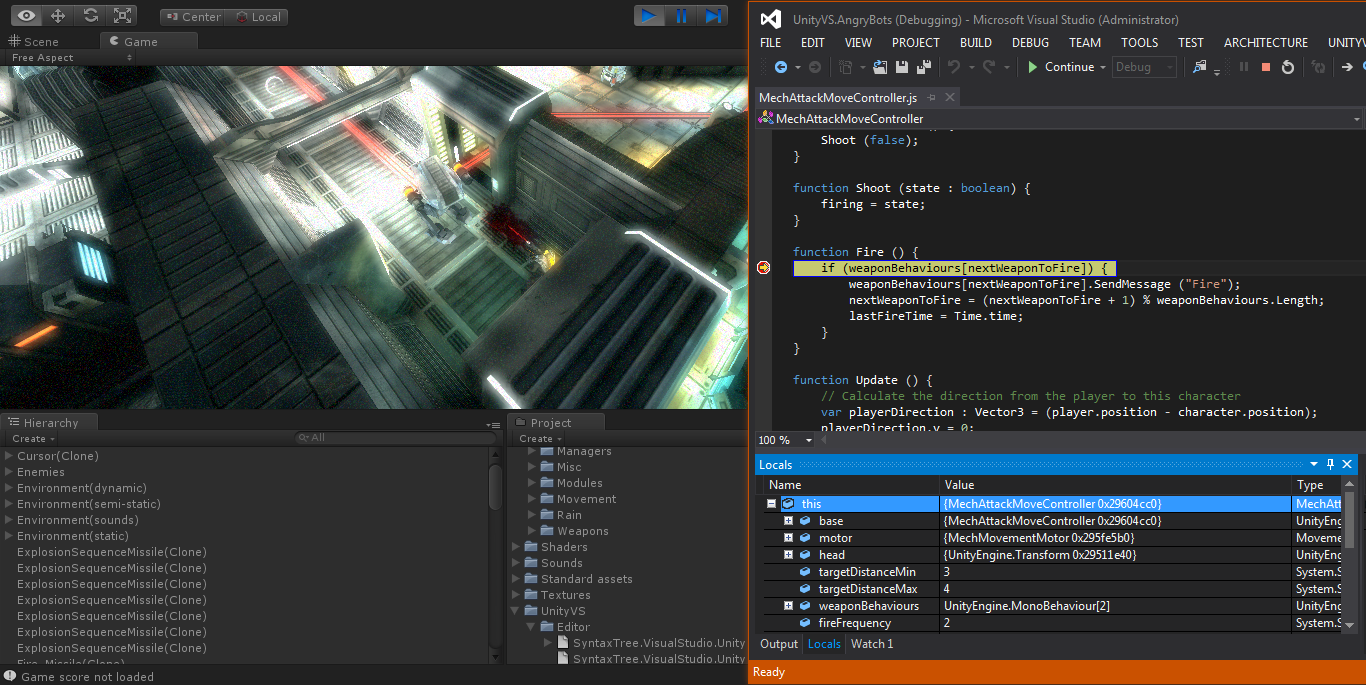 Center Local
Scene
Game
Free Aspect
Hierarchy
Create
All
Cursor(Clone)
Enemies
Environment(dynamic)
Environment(semi-static)
Environment(sounds)
Environment(static)
ExplosionSequenceMissile(Clone)
ExplosionSequenceMissile(Clone)
ExplosionSequenceMissile(Clone)
ExplosionSequenceMissile(Clone)
ExplosionSequenceMissile(Clone)
ExplosionSequenceMissile(Clone)
ExplosionSequenceMissile(Clone)
Fire_Missile(Clone)
Game score not loaded
Project
Create
Managers
Misc
Modules
Movement
Rain
Weapons
Shaders
Sounds
Standard assets
Textures
UnityVS
Editor
SyntaxTree.VisualStudio.Unity
SyntaxTree.VisualStudio.Unity
UnityVS.AngryBots (Debugging) - Microsoft Visual Studio (Administrator)
FILE EDIT VIEW PROJECT BUILD DEBUG TEAM TOOLS TEST ARCHITECTURE UNITYV
Continue Debug
MechAttackMoveController.js
MechAttackMoveController
Shoot (false);
}
function Shoot (state : boolean) {
firing = state;
}
function Fire () {
if (weaponBehaviours[nextWeaponToFire]) {
weaponBehaviours[nextWeaponToFire].SendMessage ("Fire");
nextWeaponToFire = (nextWeaponToFire + 1) % weaponBehaviours.Length;
lastFireTime = Time.time;
}
}
function Update () {
// Calculate the direction from the player to this character
var playerDirection : Vector3 = (player.position - character.position);
playerDirection.y = 0;
100 %
Locals
Name Value Type
this {MechAttackMoveController 0x29604cc0} MechAtt
base {MechAttackMoveController 0x29604cc0} UnityEng
motor {MechMovementMotor 0x295fe5b0} Moveme
head {UnityEngine.Transform 0x29511e40} UnityEng
targetDistanceMin 3 System.S
targetDistanceMax 4 System.S
weaponBehaviours UnityEngine.MonoBehaviour[2] UnityEng
fireFrequency 2 System.S
Output Locals Watch 1
Ready